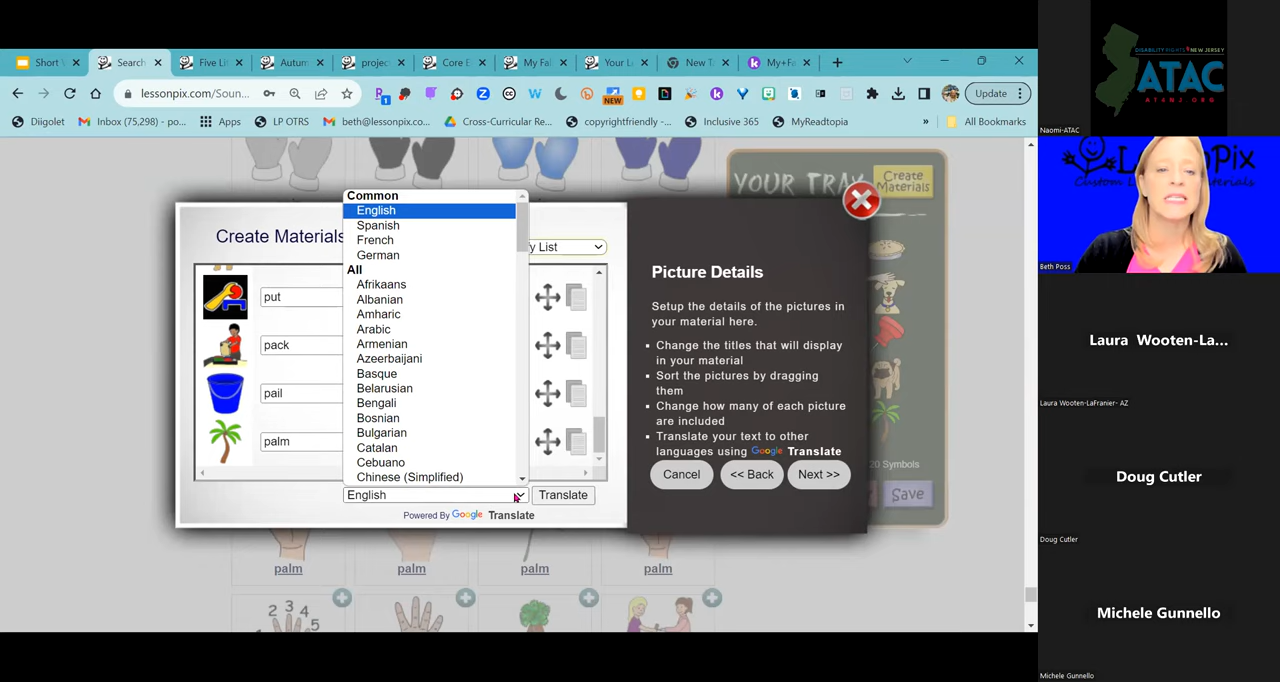 Short V
Search
Five Lit
Autum
projec
Core B
My Fal
Your L
New T
My+Fa
lessonpix.com/Soun...
NEW
Update
Diigolet
Inbox (75,298) - po...
Apps
LP OTRS
beth@lessonpix.com...
Cross-Curricular Re...
copyrightfriendly -...
Inclusive 365
MyReadtopia
»
All Bookmarks
YOUR TRAY
Create
Materials
Create Materials
y List
put
pack
pail
palm
Common
English
Spanish
French
German
All
Afrikaans
Albanian
Amharic
Arabic
Armenian
Azeerbaijani
Basque
Belarusian
Bengali
Bosnian
Bulgarian
Catalan
Cebuano
Chinese (Simplified)
English
Translate
Powered By Google Translate
Picture Details
Setup the details of the pictures in
your material here.
Change the titles that will display
in your material
Sort the pictures by dragging
them
Change how many of each picture
are included
Translate your text to other
languages using Google Translate
Cancel
<< Back
Next >>
20 Symbols
Save
palm
palm
palm
palm
2 3 4
5
DISABILITY RIGHTS NEW JERSEY
ATAC
ATANJ.ORG
Naomi-ATAC
Custom L
Materials
Beth Poss
Laura Wooten-La...
Laura Wooten-LaFranier- AZ
Doug Cutler
Doug Cutler
Michele Gunnello
Michele Gunnello